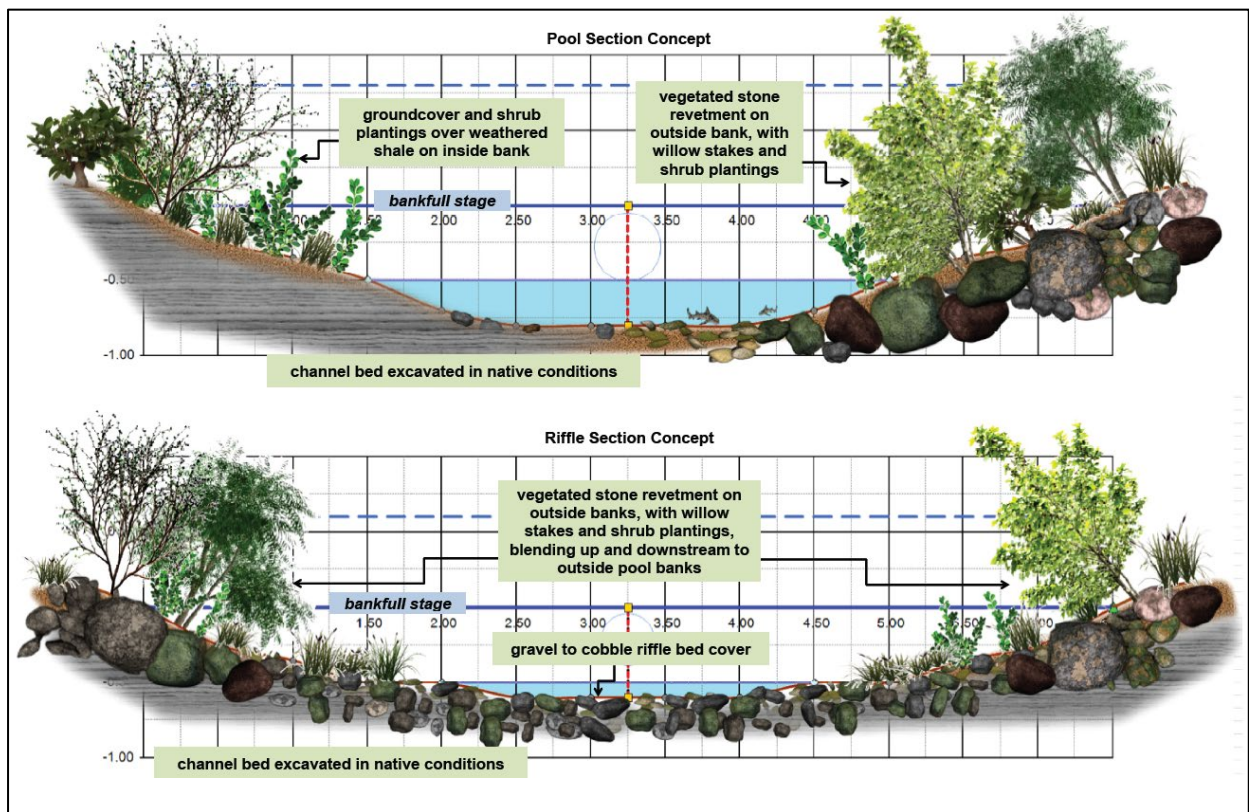 Pool Section Concept
groundcover and shrub
plantings over weathered
shale on inside bank
vegetated stone
revetment on
outside bank, with
willow stakes and
shrub plantings
bankfull stage
1.50 2.00 2.50 3.00 3.50 4.00 4.50
-1.00
channel bed excavated in native conditions
Riffle Section Concept
vegetated stone revetment on
outside banks, with willow
stakes and shrub plantings,
blending up and downstream to
outside pool banks
bankfull stage
1.50 2.00 2.50 3.00 3.50 4.00 4.50 5.00
gravel to cobble riffle bed cover
-1.00
channel bed excavated in native conditions